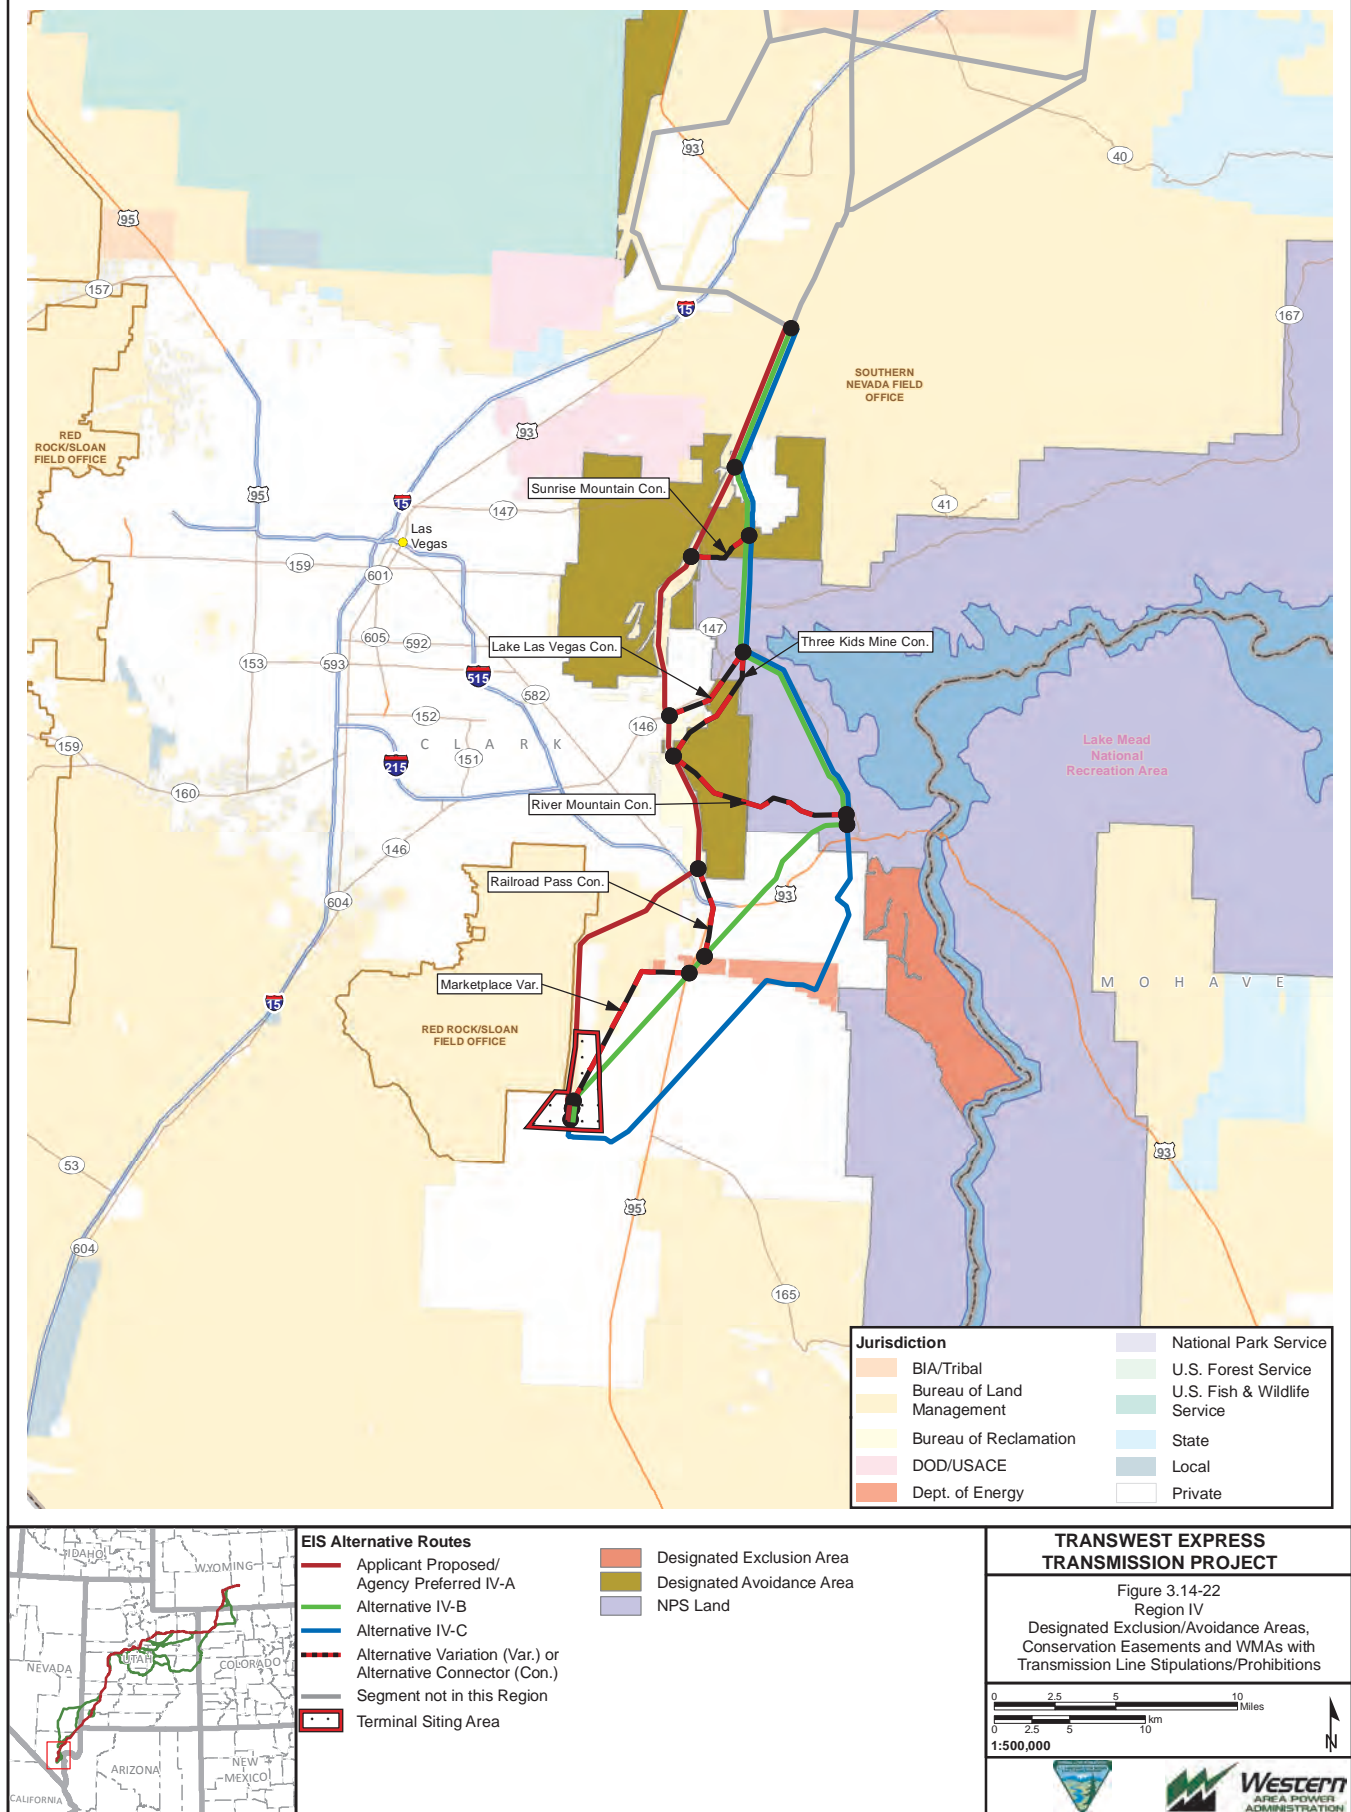 93
40
95
157
15
167
SOUTHERN
NEVADA FIELD
OFFICE
RED
ROCK/SLOAN
FIELD OFFICE
93
Sunrise Mountain Con.
95
15
147
41
Las
Vegas
159
601
147
605
592
Lake Las Vegas Con.
Three Kids Mine Con.
153
593
515
582
152
146
159
C L A R K
151
Lake Mead
National
Recreation Area
215
160
River Mountain Con.
146
Railroad Pass Con.
93
604
Marketplace Var.
M O H A V E
15
RED ROCK/SLOAN
FIELD OFFICE
53
93
95
604
165
Jurisdiction
BIA/Tribal
Bureau of Land
Management
Bureau of Reclamation
DOD/USACE
Dept. of Energy
National Park Service
U.S. Forest Service
U.S. Fish & Wildlife
Service
State
Local
Private
IDAHO
WYOMING
NEVADA
UTAH
COLORADO
ARIZONA
NEW
MEXICO
CALIFORNIA
EIS Alternative Routes
Applicant Proposed/
Agency Preferred IV-A
Alternative IV-B
Alternative IV-C
Alternative Variation (Var.) or
Alternative Connector (Con.)
Segment not in this Region
Terminal Siting Area
Designated Exclusion Area
Designated Avoidance Area
NPS Land
TRANSWEST EXPRESS
TRANSMISSION PROJECT
Figure 3.14-22
Region IV
Designated Exclusion/Avoidance Areas,
Conservation Easements and WMAs with
Transmission Line Stipulations/Prohibitions
0 2.5 5 10
Miles
km
0 2.5 5 10
1:500,000
N
Western
AREA POWER
ADMINISTRATION